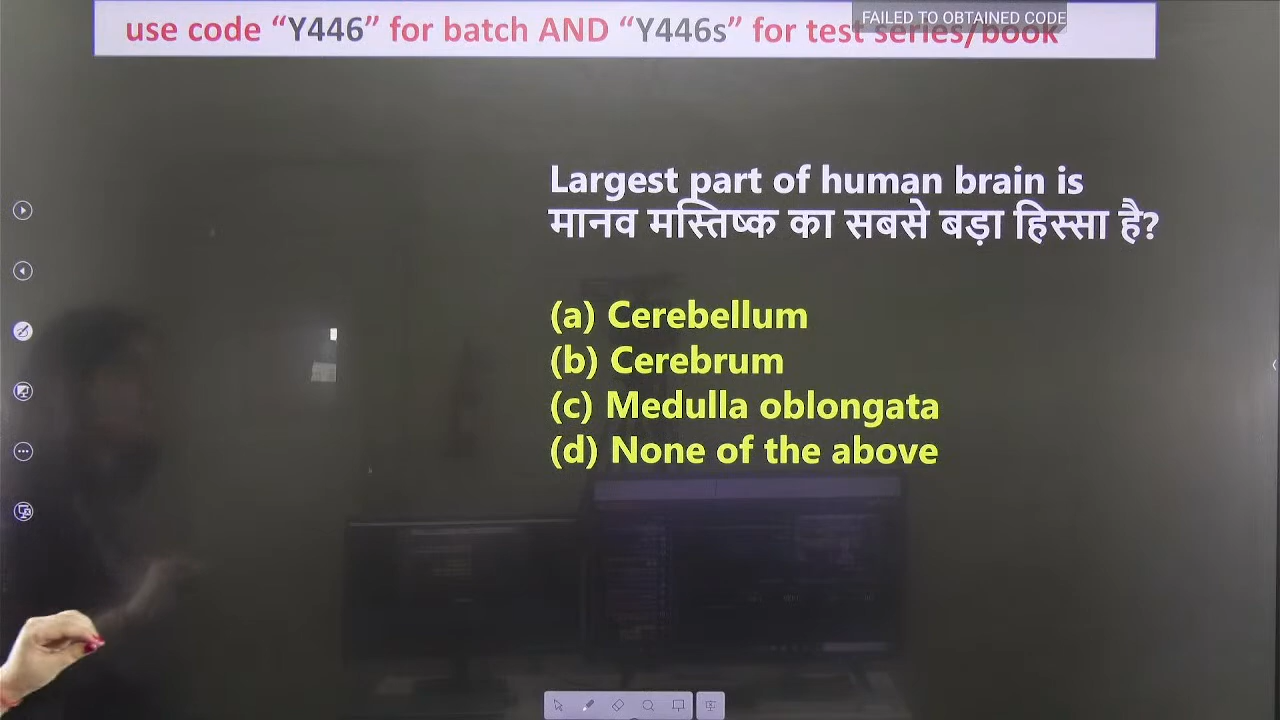 use code “Y446” for batch AND “Y446s” for test series/book
FAILED TO OBTAINED CODE
Largest part of human brain is
मानव मस्तिष्क का सबसे बड़ा हिस्सा है?
(a) Cerebellum
(b) Cerebrum
(c) Medulla oblongata
(d) None of the above